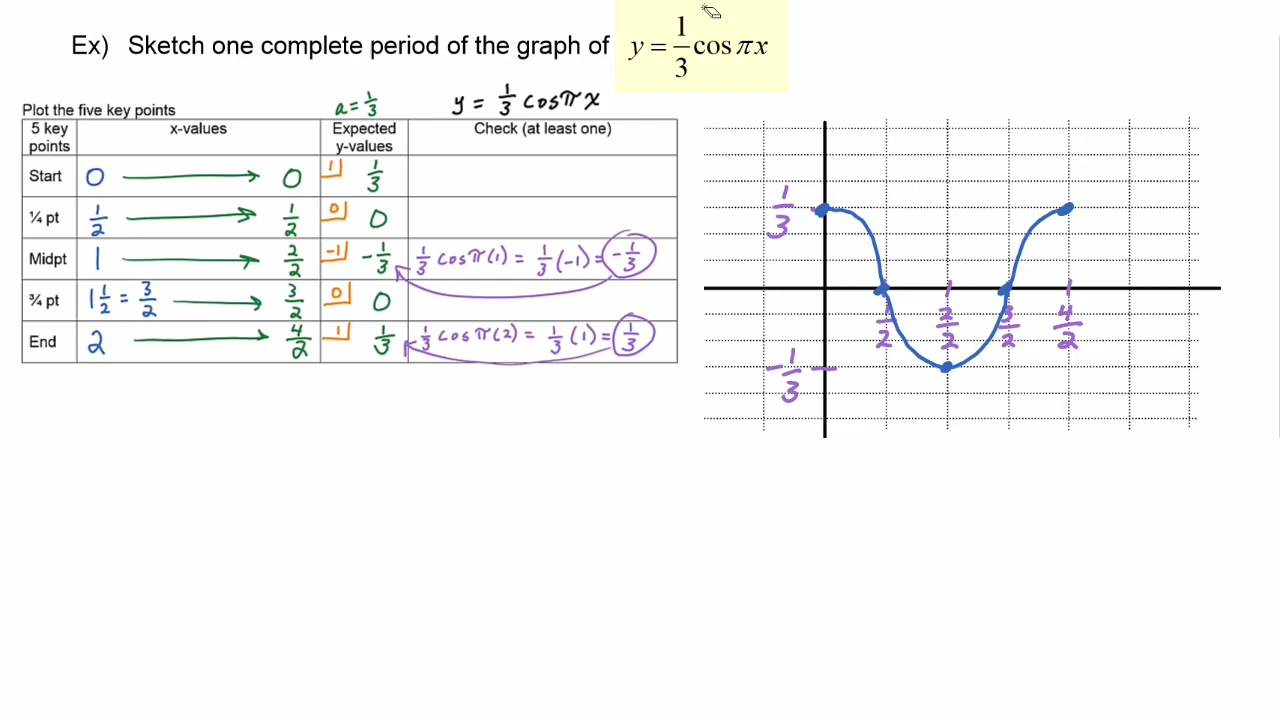 Ex) Sketch one complete period of the graph of y = 1/3 cos πx
Plot the five key points a = 1/3 y = 1/3 cos πx
5 key points x-values Expected y-values Check (at least one)
Start 0 0 1 1/3
¼ pt 1/2 1/2 0 0
Midpt 1 2/2 -1 -1/3 1/3 cos π(1) = 1/3 (-1) = -1/3
¾ pt 1 1/2 = 3/2 3/2 0 0
End 2 4/2 1 1/3 1/3 cos π(2) = 1/3 (1) = 1/3
1/3
1 1
1/2 2/2 3/2 4/2
-1/3